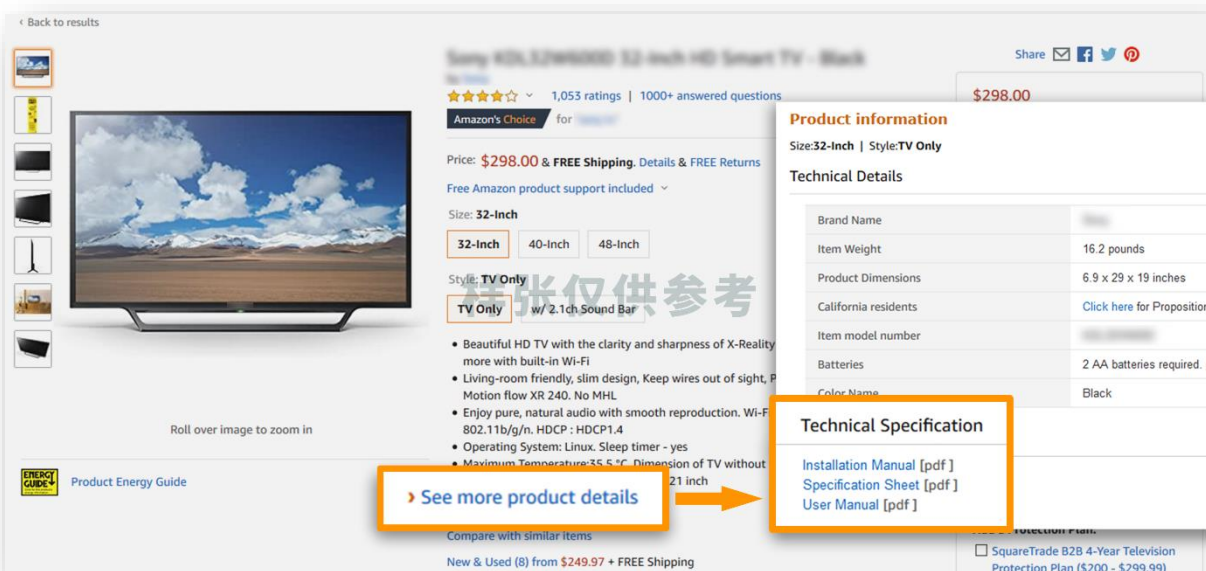 ‹ Back to results
1,053 ratings | 1000+ answered questions
Amazon's Choice for
Price: $298.00 & FREE Shipping. Details & FREE Returns
Free Amazon product support included
Size: 32-Inch
32-Inch 40-Inch 48-Inch
Style: TV Only
TV Only w/ 2.1ch Sound Bar
样张仅供参考
• Beautiful HD TV with the clarity and sharpness of X-Reality
more with built-in Wi-Fi
• Living-room friendly, slim design, Keep wires out of sight, P
Motion flow XR 240. No MHL
• Enjoy pure, natural audio with smooth reproduction. Wi-F
802.11b/g/n. HDCP : HDCP1.4
• Operating System: Linux. Sleep timer - yes
• Maximum Temperature:35.5 °C. Dimension of TV without
21 inch
› See more product details
Compare with similar items
New & Used (8) from $249.97 + FREE Shipping
Roll over image to zoom in
ENERGY
GUIDE
Product Energy Guide
Share
$298.00
Product information
Size:32-Inch | Style:TV Only
Technical Details
Brand Name
Item Weight 16.2 pounds
Product Dimensions 6.9 x 29 x 19 inches
California residents Click here for Proposition
Item model number
Batteries 2 AA batteries required.
Color Name Black
Technical Specification
Installation Manual [pdf ]
Specification Sheet [pdf ]
User Manual [pdf ]
Protection Plan:
SquareTrade B2B 4-Year Television
Protection Plan ($200 - $299.99)